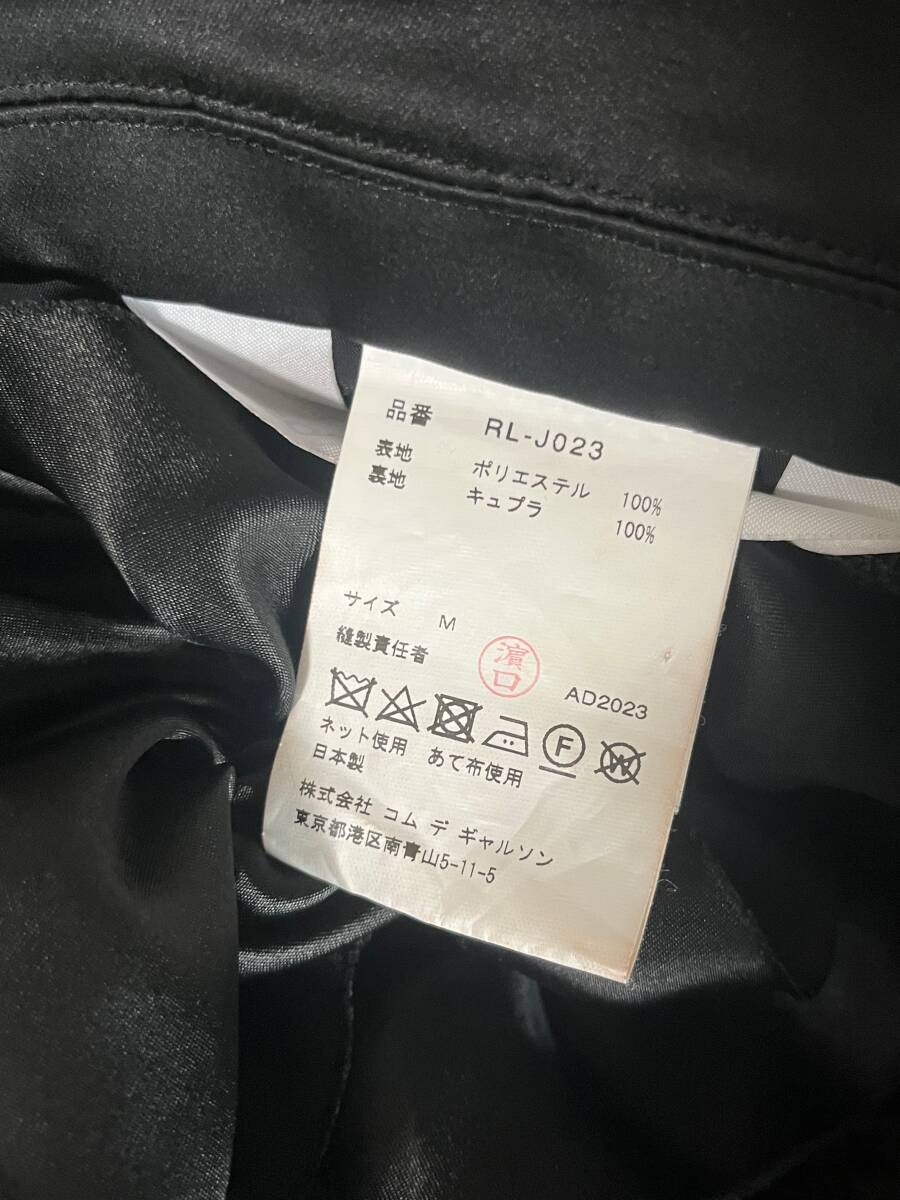 品番 RL-J023
表地 ポリエステル 100%
裏地 キュプラ 100%
サイズ M
縫製責任者 濵口 AD2023
F W
ネット使用 あて布使用
日本製
株式会社 コム デ ギャルソン
東京都港区南青山5-11-5